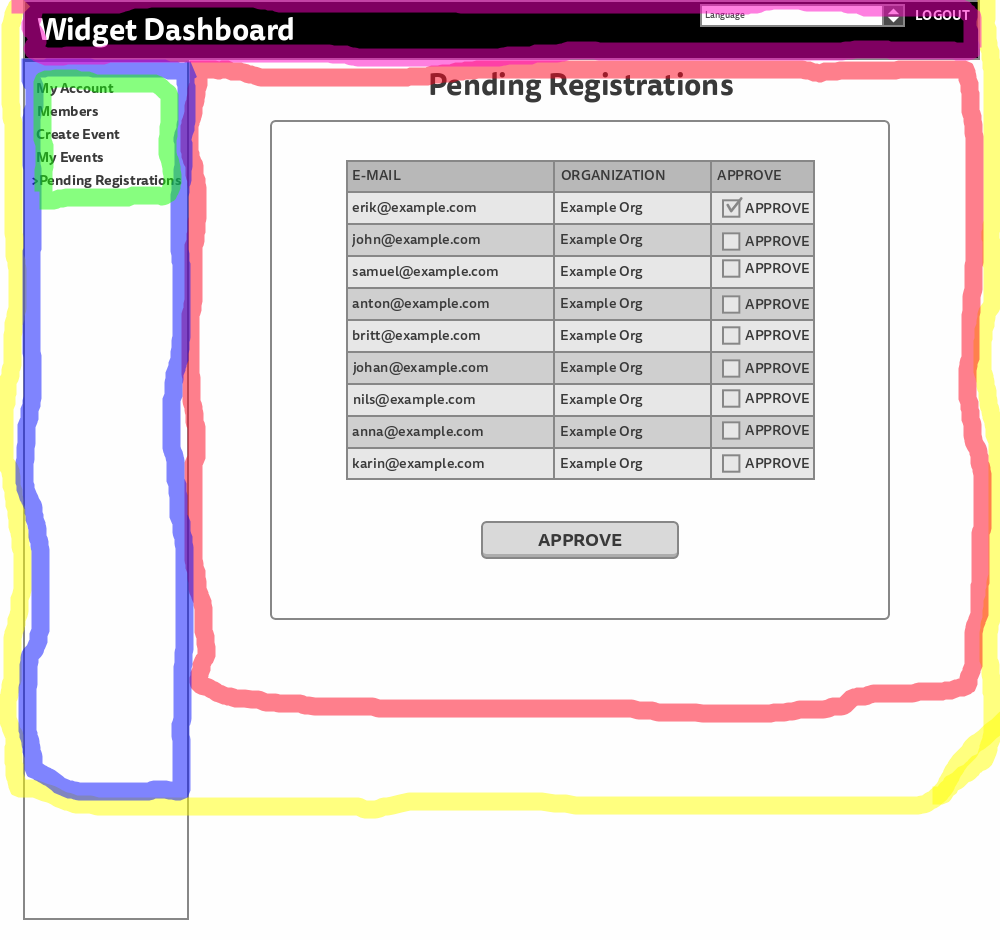 Widget Dashboard
Language
LOGOUT
My Account
Members
Create Event
My Events
>Pending Registrations
Pending Registrations
E-MAIL ORGANIZATION APPROVE
erik@example.com Example Org APPROVE
john@example.com Example Org APPROVE
samuel@example.com Example Org APPROVE
anton@example.com Example Org APPROVE
britt@example.com Example Org APPROVE
johan@example.com Example Org APPROVE
nils@example.com Example Org APPROVE
anna@example.com Example Org APPROVE
karin@example.com Example Org APPROVE
APPROVE